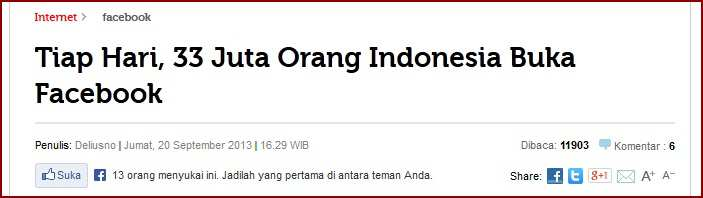 Internet > facebook
Tiap Hari, 33 Juta Orang Indonesia Buka
Facebook
Penulis: Deliusno | Jumat, 20 September 2013 | 16.29 WIB
Dibaca: 11903 Komentar : 6
Suka 13 orang menyukai ini. Jadilah yang pertama di antara teman Anda.
Share: g+1 A+ A−